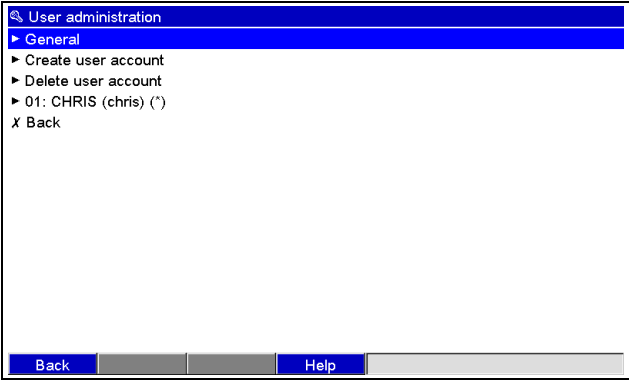 User administration
► General
► Create user account
► Delete user account
► 01: CHRIS (chris) (*)
✗ Back
Back Help